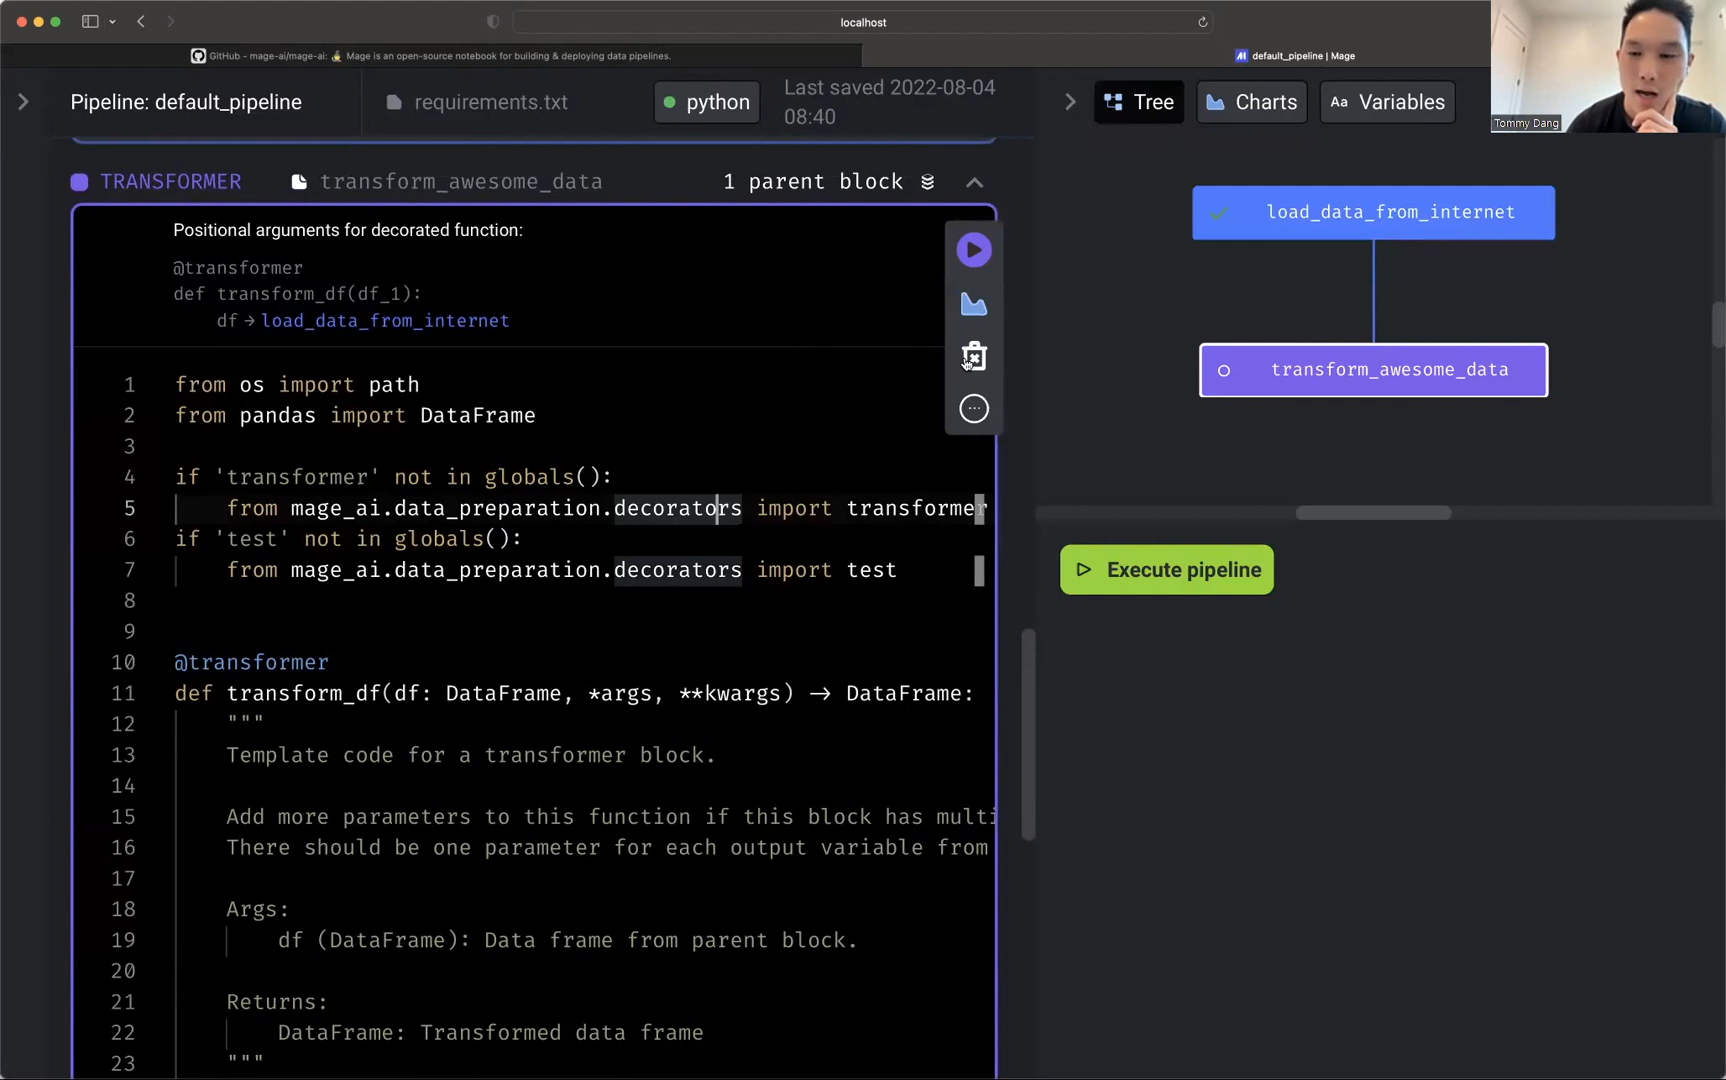 localhost
GitHub - mage-ai/mage-ai: 🧙 Mage is an open-source notebook for building & deploying data pipelines.
default_pipeline | Mage
Tommy Dang
Pipeline: default_pipeline
requirements.txt
python
Last saved 2022-08-04
08:40
Tree
Charts
Aa Variables
TRANSFORMER
transform_awesome_data
1 parent block
Positional arguments for decorated function:
@transformer
def transform_df(df_1):
df → load_data_from_internet
1 from os import path
2 from pandas import DataFrame
3
4 if 'transformer' not in globals():
5 from mage_ai.data_preparation.decorators import transformer
6 if 'test' not in globals():
7 from mage_ai.data_preparation.decorators import test
8
9
10 @transformer
11 def transform_df(df: DataFrame, *args, **kwargs) → DataFrame:
12 """
13 Template code for a transformer block.
14
15 Add more parameters to this function if this block has multi
16 There should be one parameter for each output variable from
17
18 Args:
19 df (DataFrame): Data frame from parent block.
20
21 Returns:
22 DataFrame: Transformed data frame
23 """
load_data_from_internet
transform_awesome_data
Execute pipeline